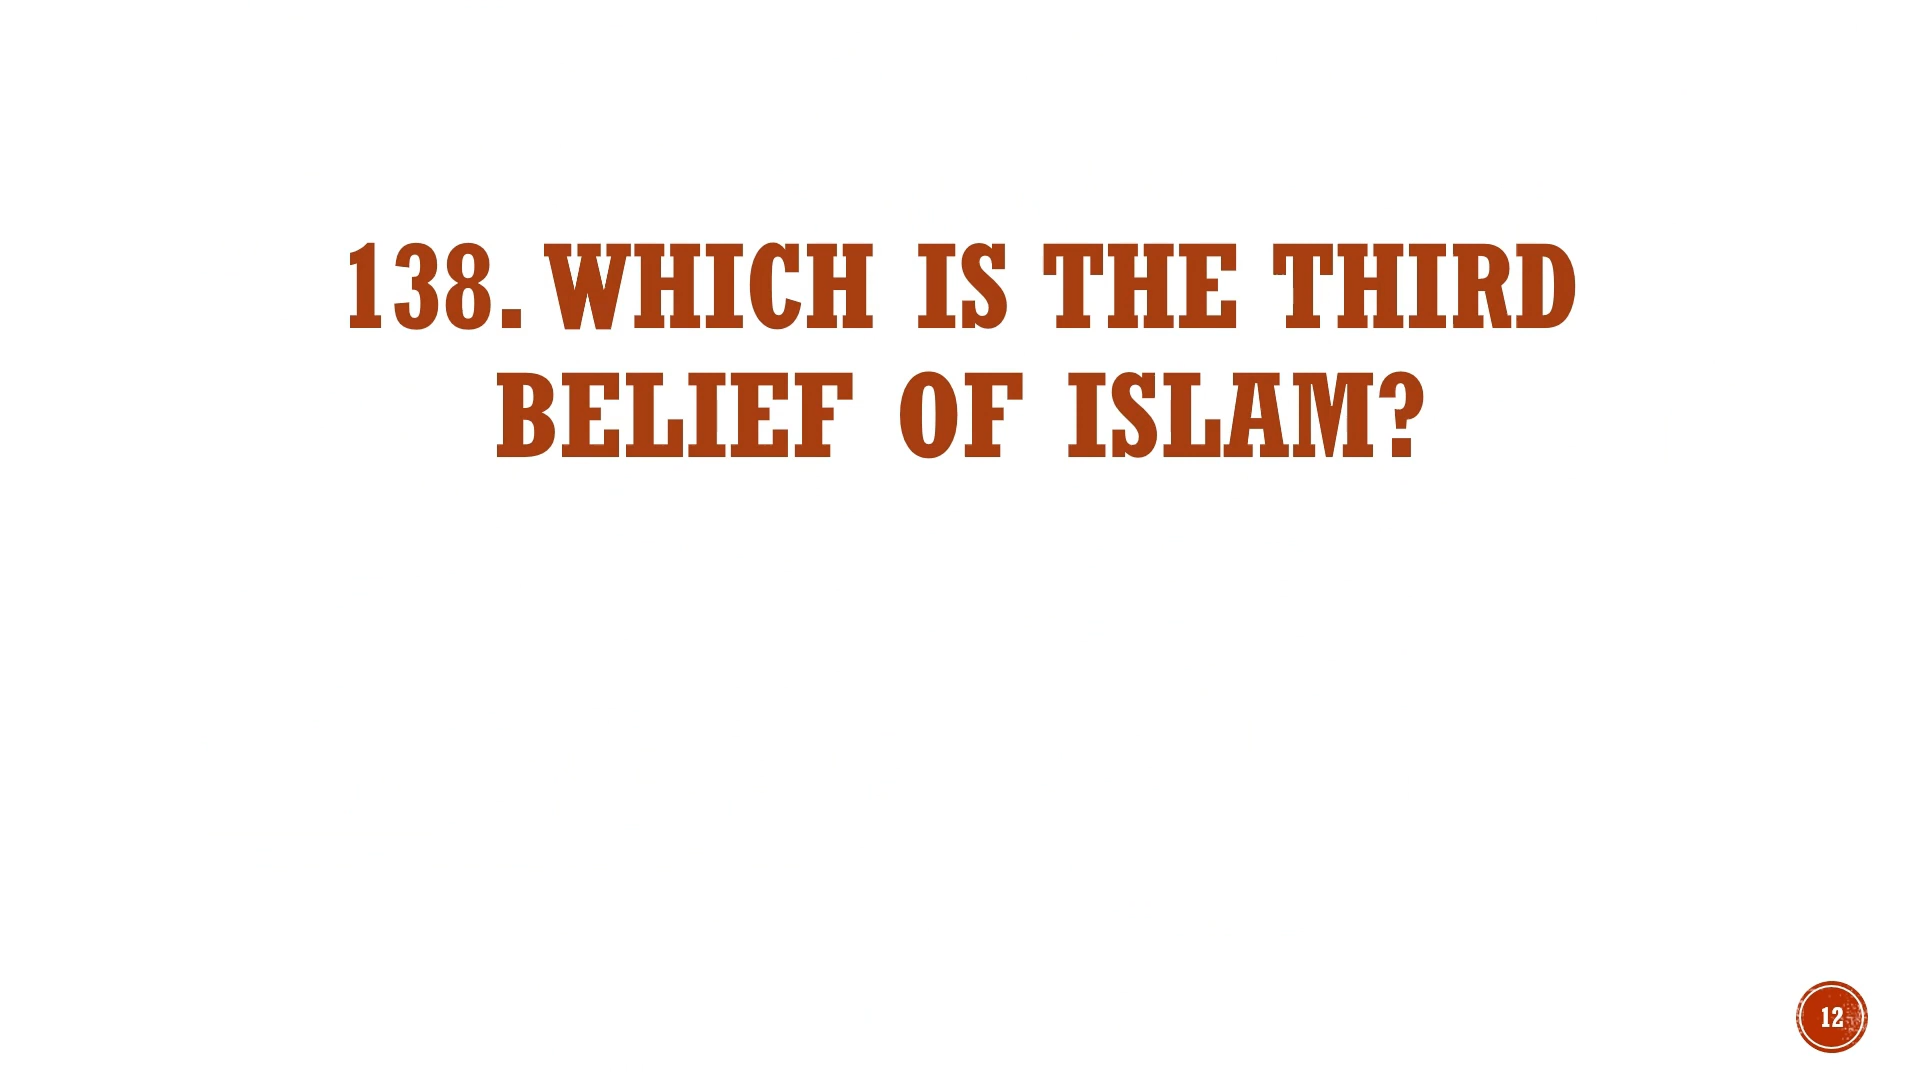 138. WHICH IS THE THIRD
BELIEF OF ISLAM?
12